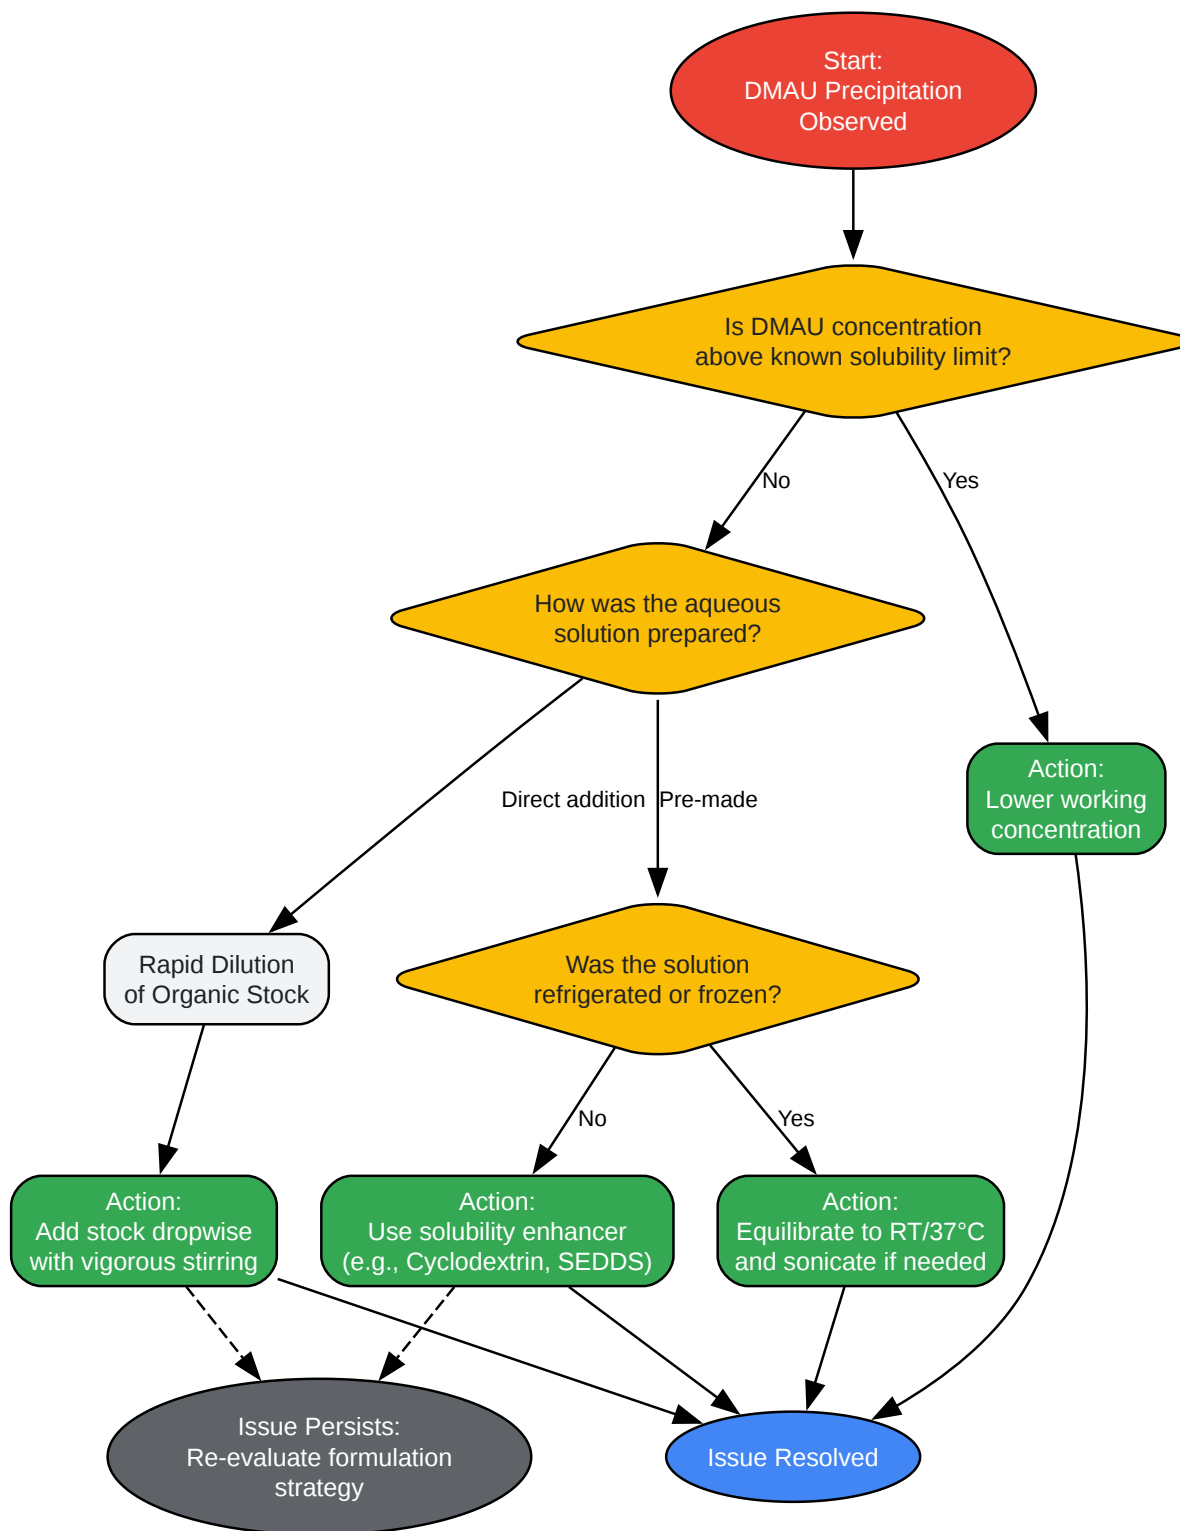 Start:
DMAU Precipitation
Observed
Is DMAU concentration
above known solubility limit?
No
Yes
How was the aqueous
solution prepared?
Direct addition
Pre-made
Action:
Lower working
concentration
Rapid Dilution
of Organic Stock
Was the solution
refrigerated or frozen?
No
Yes
Action:
Add stock dropwise
with vigorous stirring
Action:
Use solubility enhancer
(e.g., Cyclodextrin, SEDDS)
Action:
Equilibrate to RT/37°C
and sonicate if needed
Issue Persists:
Re-evaluate formulation
strategy
Issue Resolved